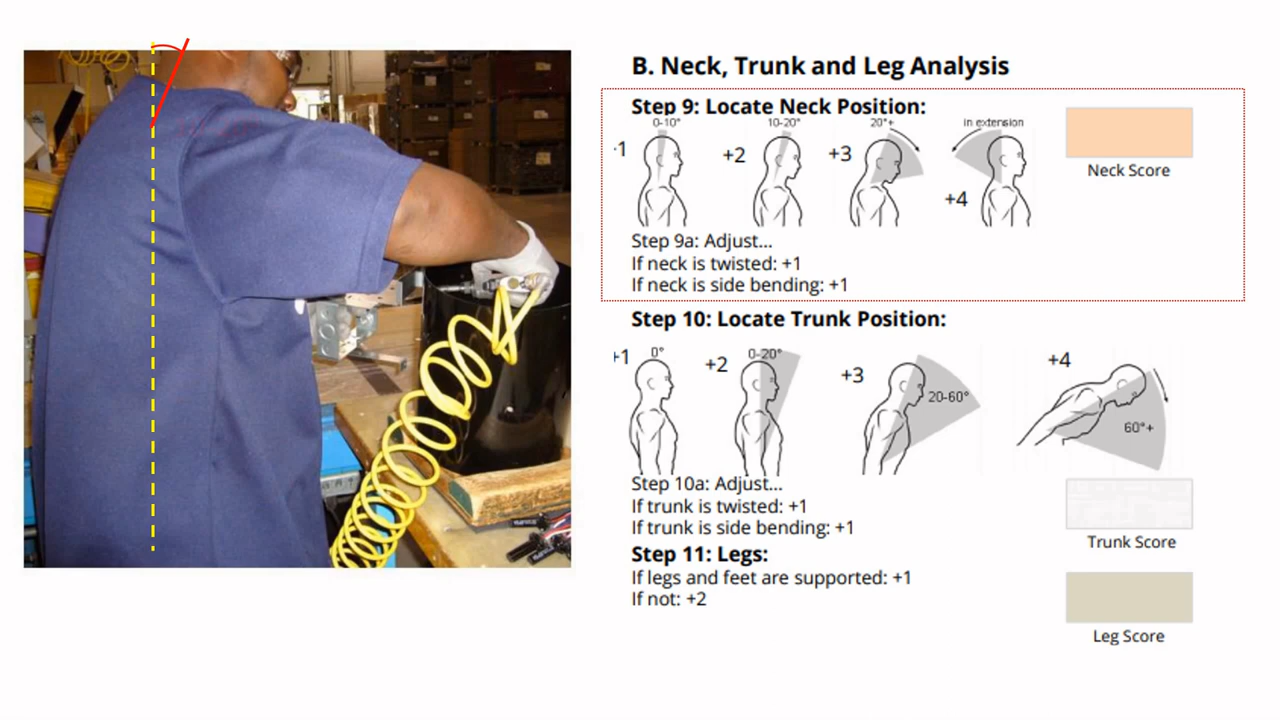 B. Neck, Trunk and Leg Analysis
Step 9: Locate Neck Position:
0-10° 10-20° 20°+ in extension
+1 +2 +3 +4
Neck Score
Step 9a: Adjust...
If neck is twisted: +1
If neck is side bending: +1
Step 10: Locate Trunk Position:
+1 0° +2 0-20° +3 20-60° +4 60°+
Step 10a: Adjust...
If trunk is twisted: +1
If trunk is side bending: +1
Trunk Score
Step 11: Legs:
If legs and feet are supported: +1
If not: +2
Leg Score